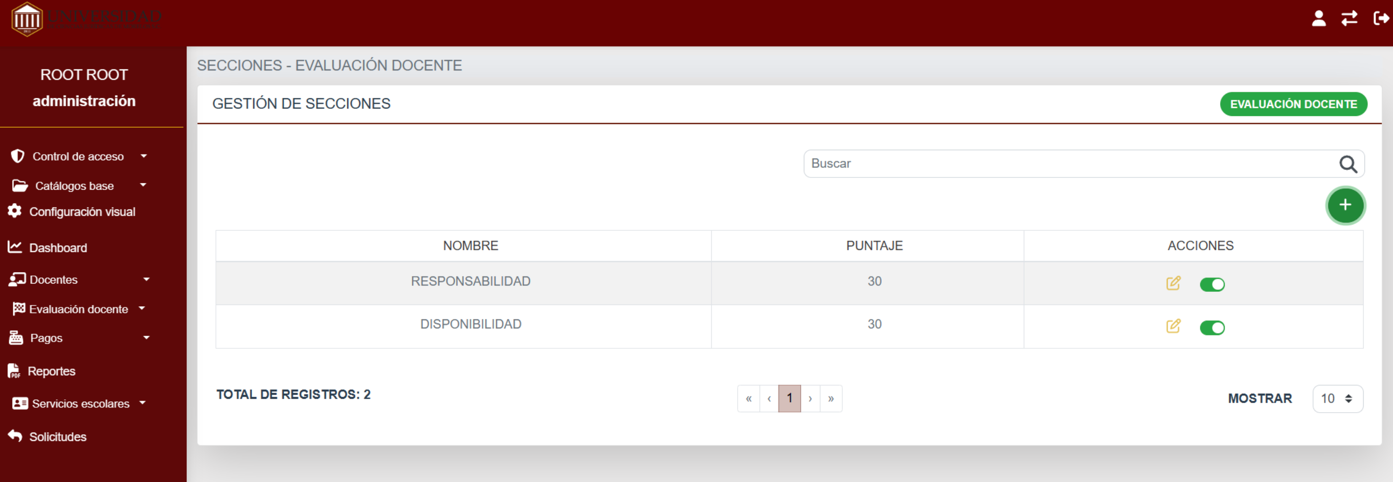 UNIVERSIDAD
ROOT ROOT
administración
Control de acceso
Catálogos base
Configuración visual
Dashboard
Docentes
Evaluación docente
Pagos
Reportes
Servicios escolares
Solicitudes
SECCIONES - EVALUACIÓN DOCENTE
GESTIÓN DE SECCIONES EVALUACIÓN DOCENTE
Buscar
+
NOMBRE PUNTAJE ACCIONES
RESPONSABILIDAD 30
DISPONIBILIDAD 30
TOTAL DE REGISTROS: 2 « ‹ 1 › » MOSTRAR 10